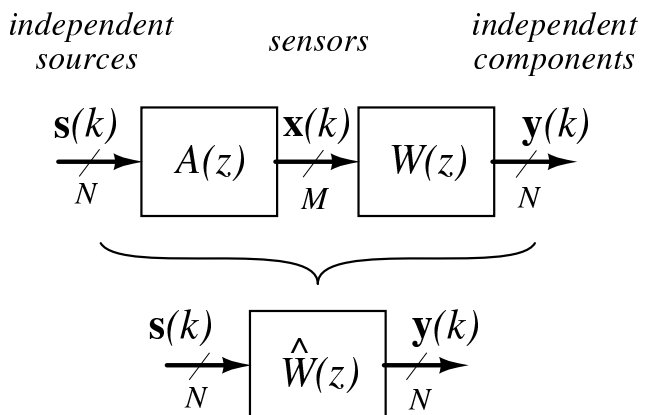 independent sources
sensors
independent components
s(k)
A(z)
x(k)
W(z)
y(k)
N
M
N
s(k)
Ŵ(z)
y(k)
N
N